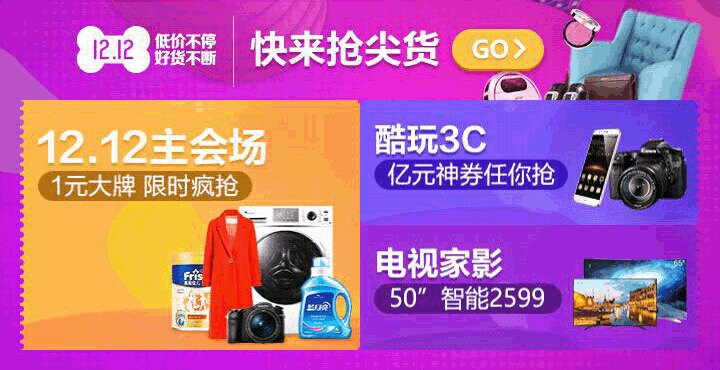 12.12
低价不停
好货不断
快来抢尖货
GO
12.12主会场
1元大牌 限时疯抢
酷玩3C
亿元神券任你抢
电视家影
50” 智能2599
Fris
65"